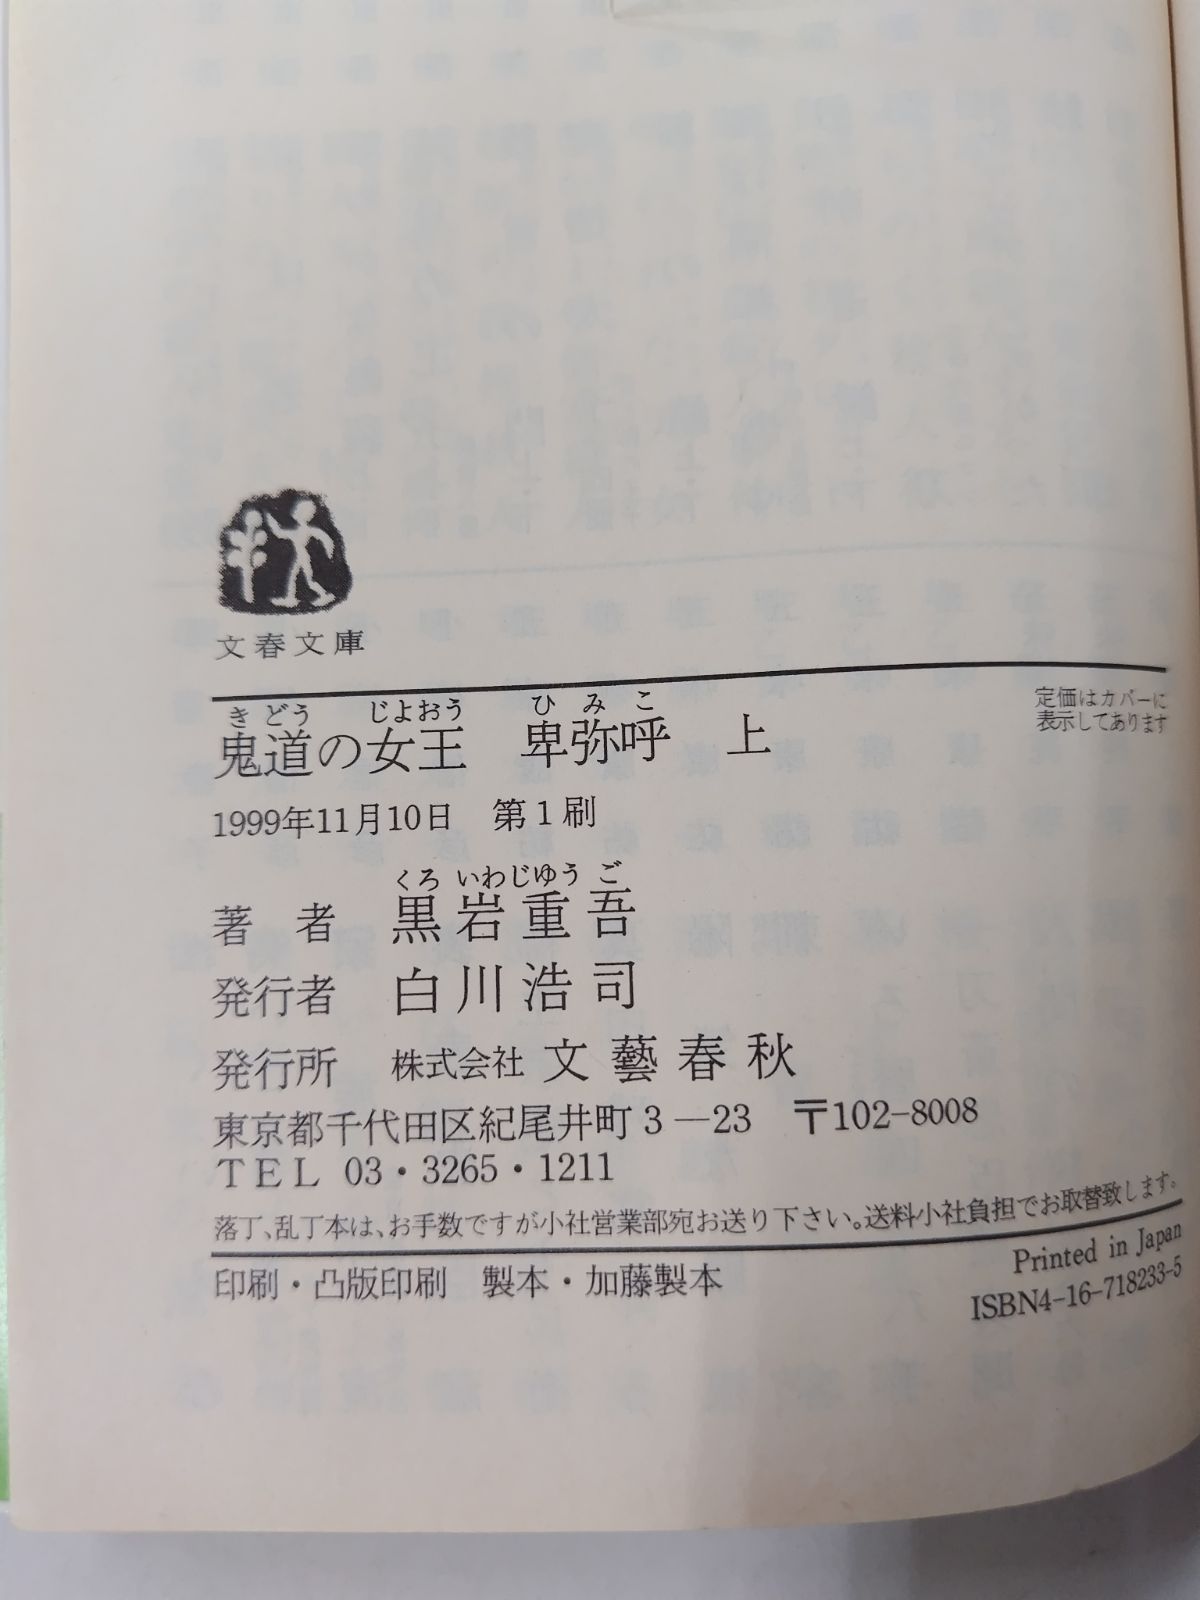 文春文庫
定価はカバーに
表示してあります
きどう じよおう ひみこ
鬼道の女王 卑弥呼 上
1999年11月10日 第1刷
くろいわじゆうご
著 者 黒岩重吾
発行者 白川浩司
発行所 株式会社 文藝春秋
東京都千代田区紀尾井町3—23 〒102-8008
TEL 03・3265・1211
落丁、乱丁本は、お手数ですが小社営業部宛お送り下さい。送料小社負担でお取替致します。
印刷・凸版印刷 製本・加藤製本
Printed in Japan
ISBN4-16-718233-5